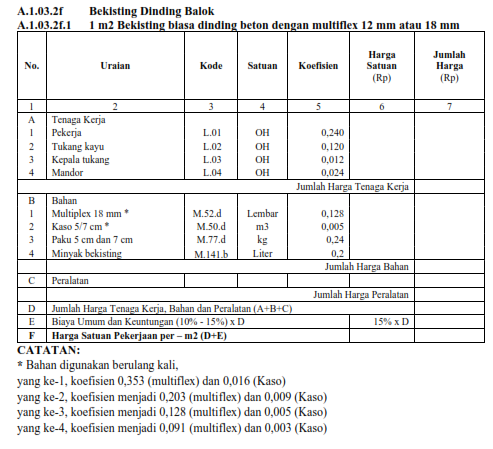 A.1.03.2f Bekisting Dinding Balok
A.1.03.2f.1 1 m2 Bekisting biasa dinding beton dengan multiflex 12 mm atau 18 mm
No. Uraian Kode Satuan Koefisien Harga Satuan (Rp) Jumlah Harga (Rp)
1 2 3 4 5 6 7
A Tenaga Kerja
1 Pekerja L.01 OH 0,240
2 Tukang kayu L.02 OH 0,120
3 Kepala tukang L.03 OH 0,012
4 Mandor L.04 OH 0,024
Jumlah Harga Tenaga Kerja
B Bahan
1 Multiplex 18 mm * M.52.d Lembar 0,128
2 Kaso 5/7 cm * M.50.d m3 0,005
3 Paku 5 cm dan 7 cm M.77.d kg 0,24
4 Minyak bekisting M.141.b Liter 0,2
Jumlah Harga Bahan
C Peralatan
Jumlah Harga Peralatan
D Jumlah Harga Tenaga Kerja, Bahan dan Peralatan (A+B+C)
E Biaya Umum dan Keuntungan (10% - 15%) x D 15% x D
F Harga Satuan Pekerjaan per – m2 (D+E)
CATATAN:
* Bahan digunakan berulang kali,
yang ke-1, koefisien 0,353 (multiflex) dan 0,016 (Kaso)
yang ke-2, koefisien menjadi 0,203 (multiflex) dan 0,009 (Kaso)
yang ke-3, koefisien menjadi 0,128 (multiflex) dan 0,005 (Kaso)
yang ke-4, koefisien menjadi 0,091 (multiflex) dan 0,003 (Kaso)